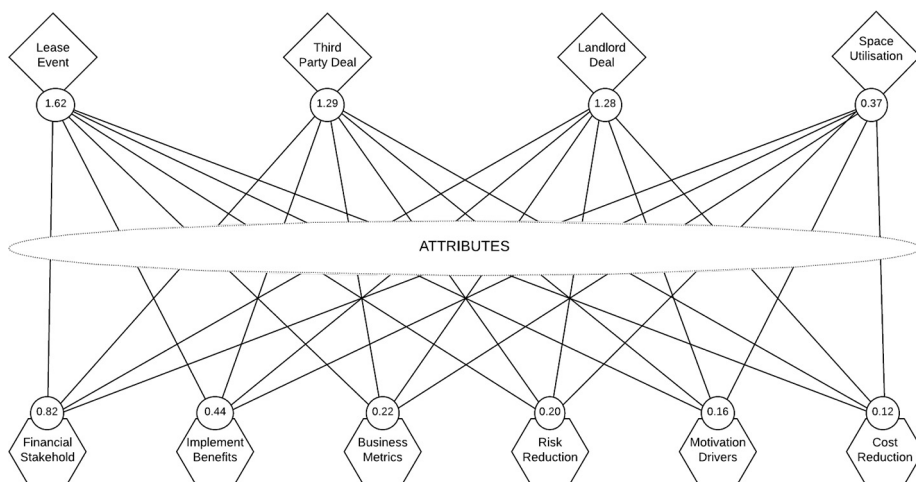 Lease
Event
Third
Party Deal
Landlord
Deal
Space
Utilisation
1.62
1.29
1.28
0.37
ATTRIBUTES
0.82
0.44
0.22
0.20
0.16
0.12
Financial
Stakehold
Implement
Benefits
Business
Metrics
Risk
Reduction
Motivation
Drivers
Cost
Reduction